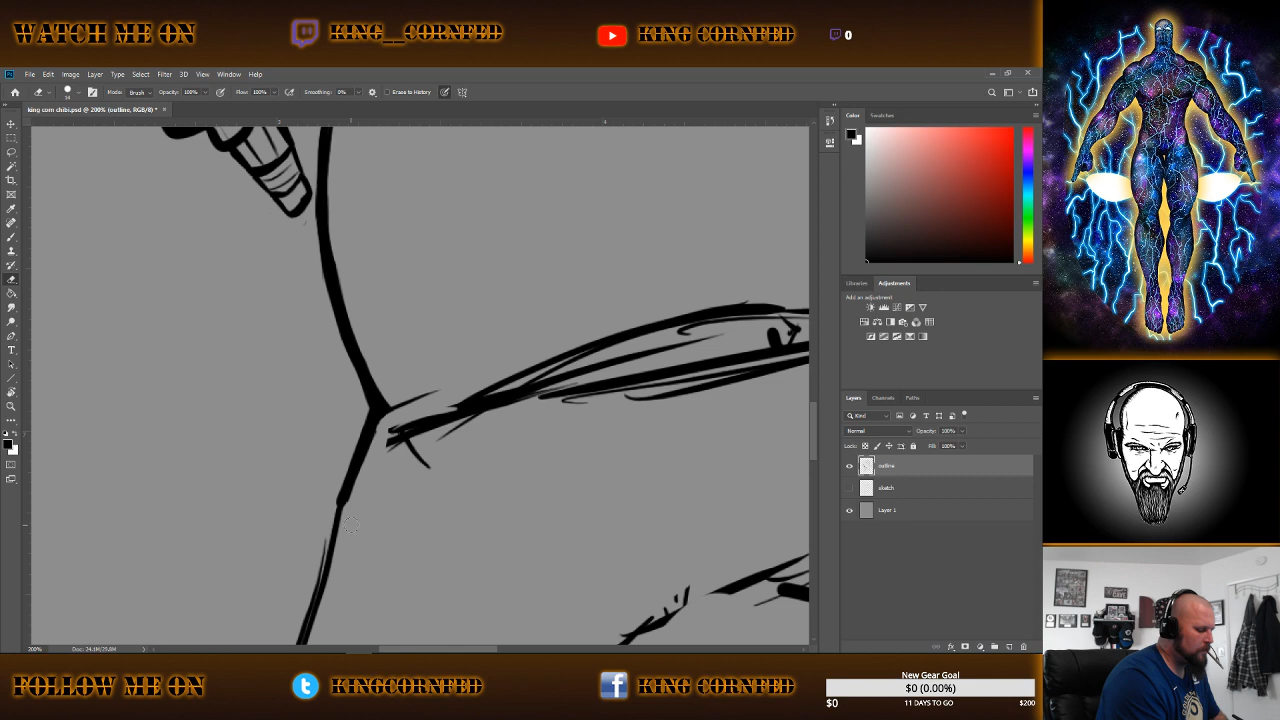 WATCH ME ON
KING__CORNFED
KING CORNFED
0
Ps File Edit Image Layer Type Select Filter 3D View Window Help
Mode: Brush Opacity: 100% Flow: 100% Smoothing: 0% Erase to History
king corn chibi.psd @ 200% (outline, RGB/8) *
Color Swatches
Libraries Adjustments
Add an adjustment
Layers Channels Paths
Kind
Normal Opacity: 100%
Lock: Fill: 100%
outline
sketch
Layer 1
200%
FOLLOW ME ON
KINGCORNFED
KING CORNFED
New Gear Goal
$0 (0.00%)
$0 11 DAYS TO GO $200